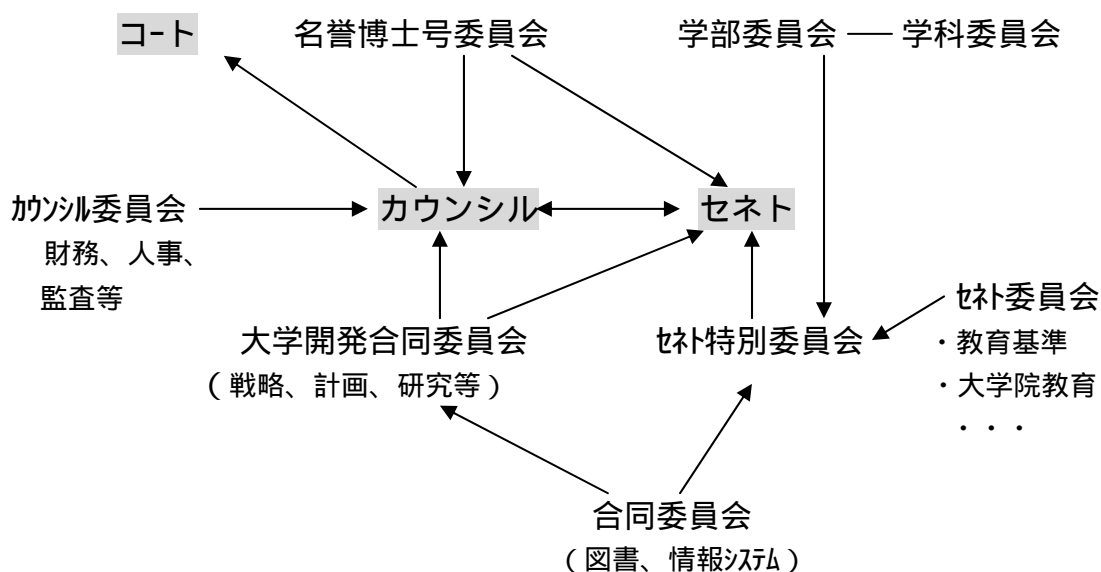 コート
名誉博士号委員会
学部委員会
学科委員会
ｶｳﾝｼﾙ委員会
財務、人事、
監査等
カウンシル
セネト
大学開発合同委員会
(戦略、計画、研究等)
ｾﾈﾄ特別委員会
ｾﾈﾄ委員会
・教育基準
・大学院教育
・・・
合同委員会
(図書、情報ｼｽﾃﾑ)